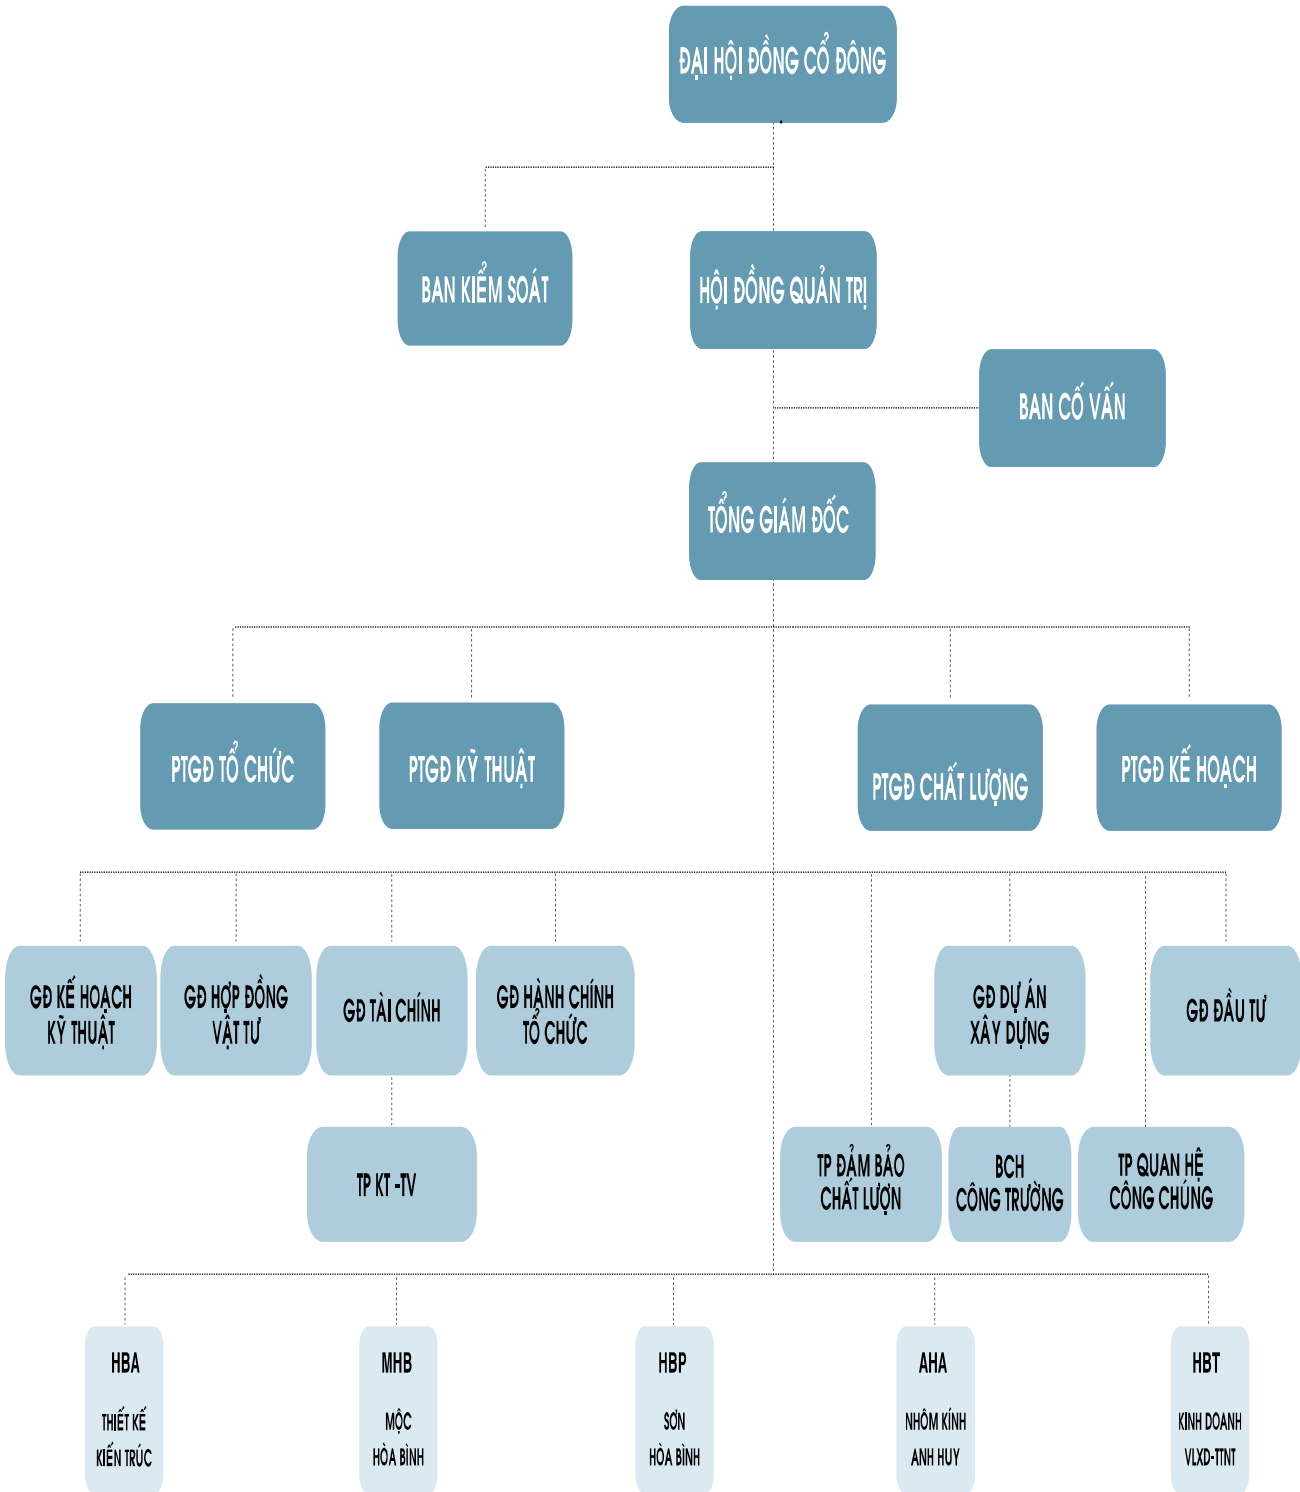 ĐẠI HỘI ĐỒNG CỔ ĐÔNG
BAN KIỂM SOÁT
HỘI ĐỒNG QUẢN TRỊ
BAN CỐ VẤN
TỔNG GIÁM ĐỐC
PTGĐ TỔ CHỨC
PTGĐ KỸ THUẬT
PTGĐ CHẤT LƯỢNG
PTGĐ KẾ HOẠCH
GĐ KẾ HOẠCH
KỸ THUẬT
GĐ HỢP ĐỒNG
VẬT TƯ
GĐ TÀI CHÍNH
GĐ HÀNH CHÍNH
TỔ CHỨC
GĐ DỰ ÁN
XÂY DỰNG
GĐ ĐẦU TƯ
TP KT -TV
TP ĐẢM BẢO
CHẤT LƯỢN
BCH
CÔNG TRƯỜNG
TP QUAN HỆ
CÔNG CHÚNG
HBA
THIẾT KẾ
KIẾN TRÚC
MHB
MỘC
HÒA BÌNH
HBP
SƠN
HÒA BÌNH
AHA
NHÔM KÍNH
ANH HUY
HBT
KINH DOANH
VLXD-TTNT